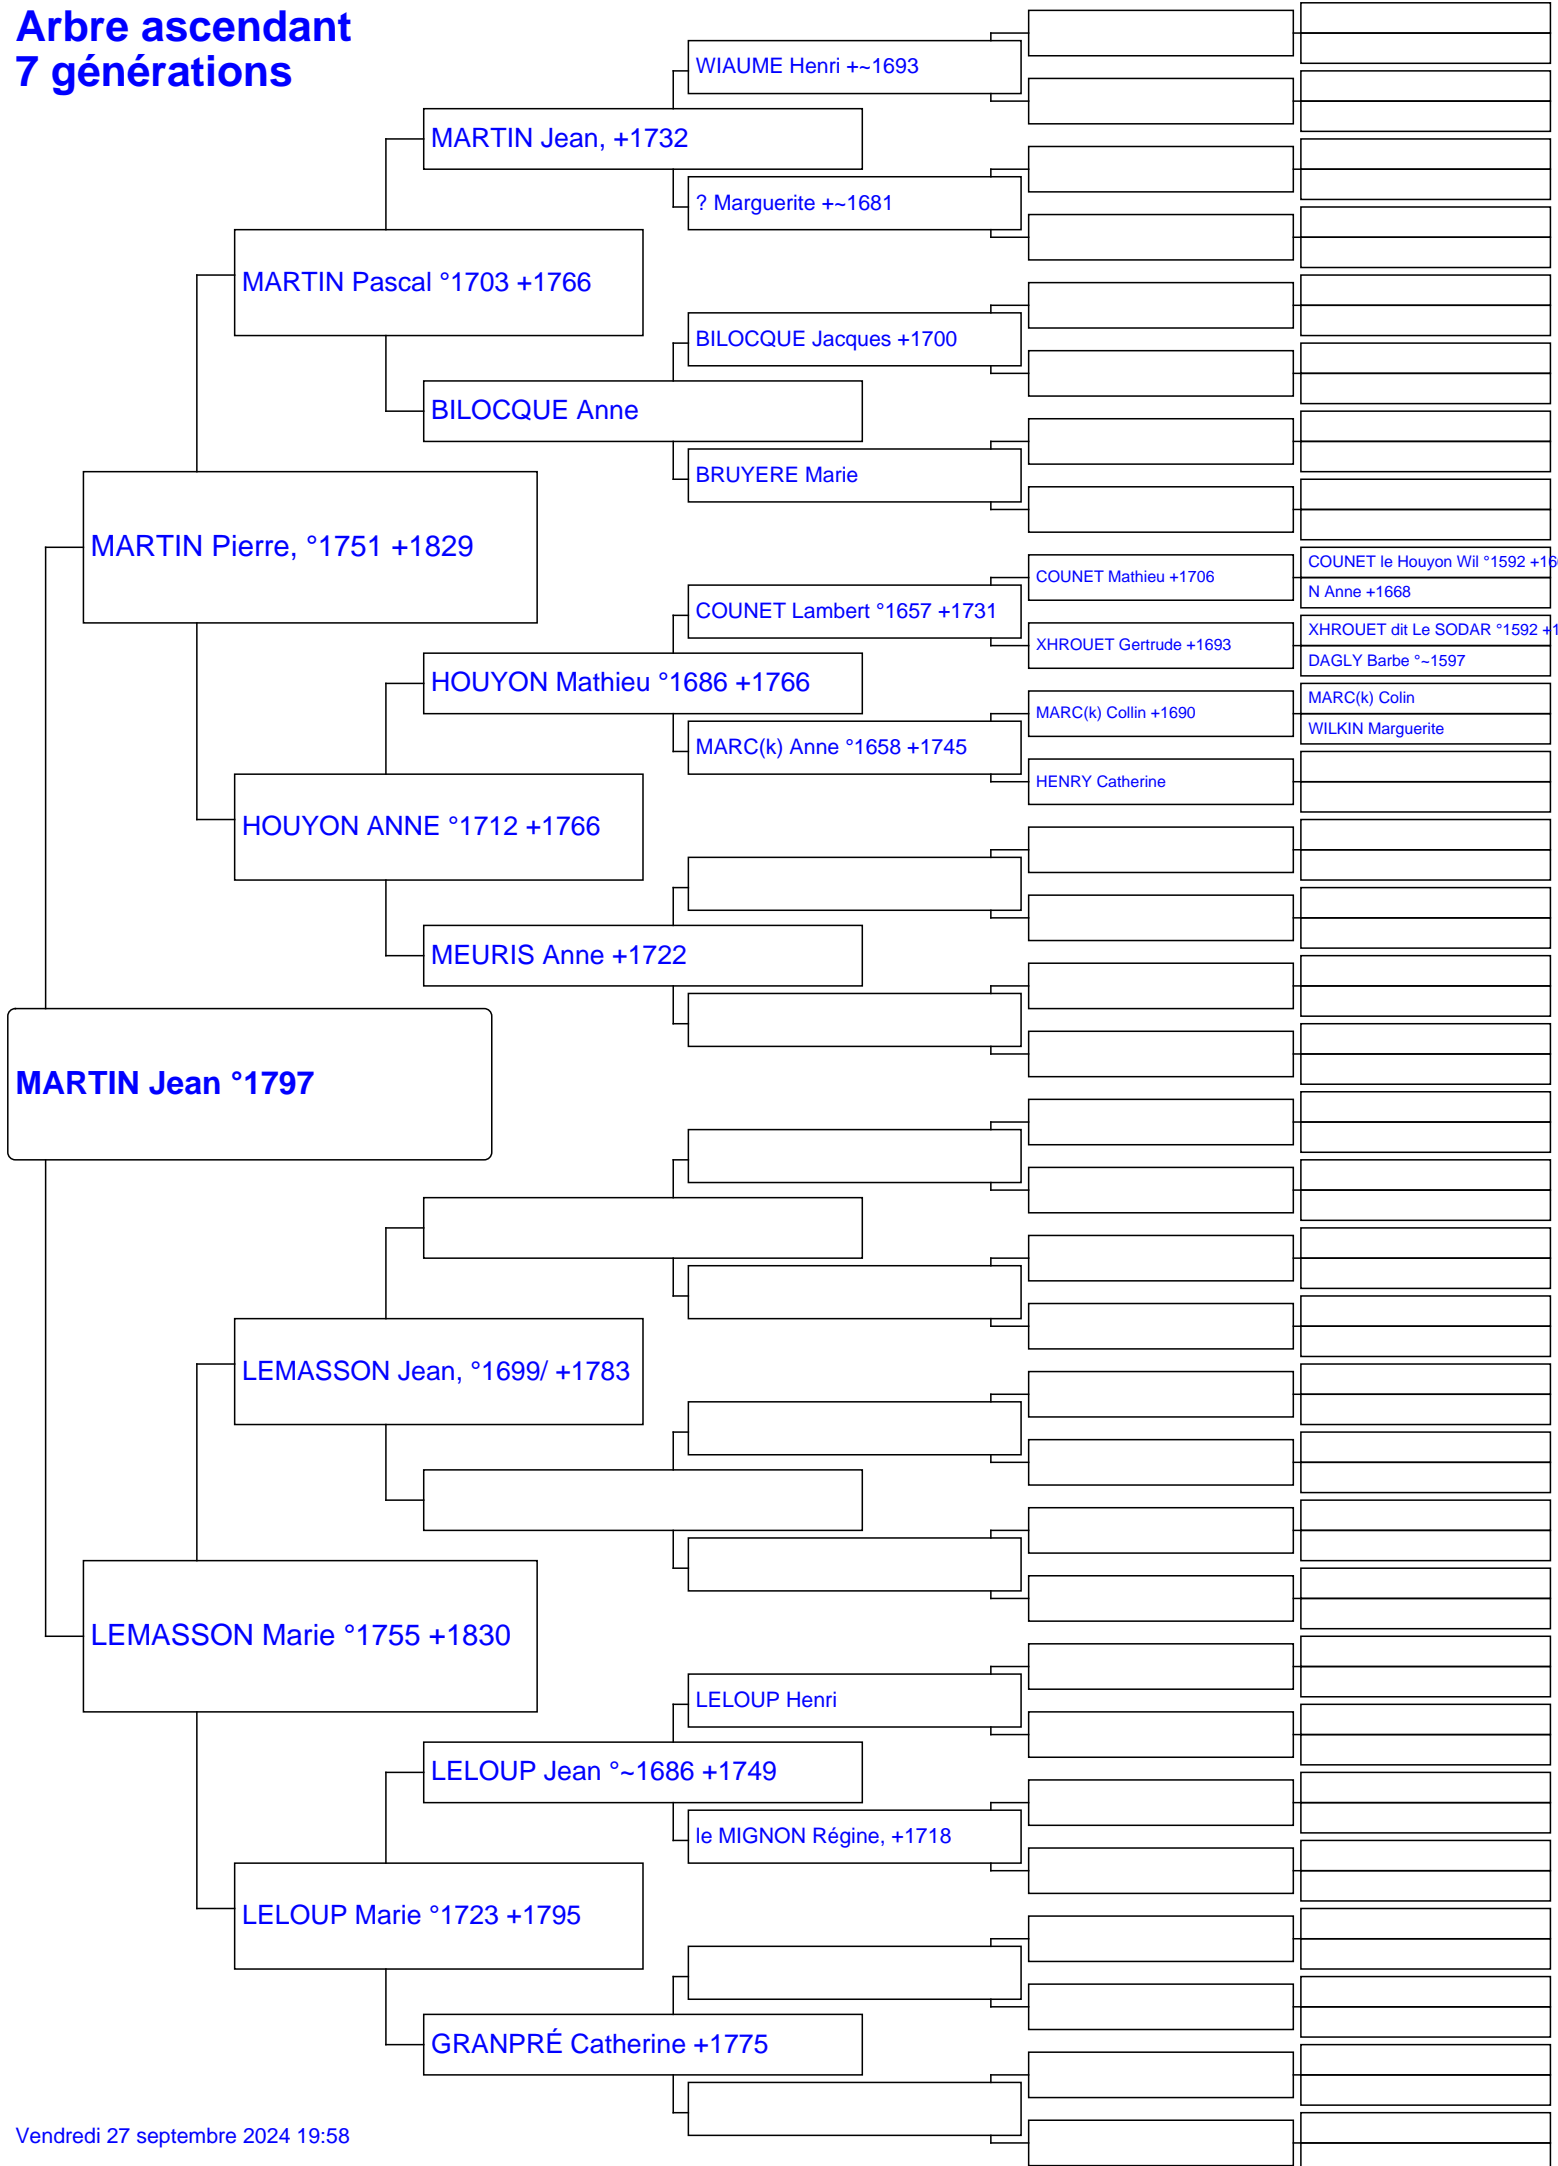 Arbre ascendant
7 générations
WIAUME Henri +~1693
MARTIN Jean, +1732
? Marguerite +~1681
MARTIN Pascal °1703 +1766
BILOCQUE Jacques +1700
BILOCQUE Anne
BRUYERE Marie
MARTIN Pierre, °1751 +1829
COUNET le Houyon Wil °1592 +16
COUNET Mathieu +1706
N Anne +1668
COUNET Lambert °1657 +1731
XHROUET dit Le SODAR °1592 +1
XHROUET Gertrude +1693
DAGLY Barbe °~1597
HOUYON Mathieu °1686 +1766
MARC(k) Colin
MARC(k) Collin +1690
WILKIN Marguerite
MARC(k) Anne °1658 +1745
HENRY Catherine
HOUYON ANNE °1712 +1766
MEURIS Anne +1722
MARTIN Jean °1797
LEMASSON Jean, °1699/ +1783
LEMASSON Marie °1755 +1830
LELOUP Henri
LELOUP Jean °~1686 +1749
le MIGNON Régine, +1718
LELOUP Marie °1723 +1795
GRANPRÉ Catherine +1775
Vendredi 27 septembre 2024 19:58